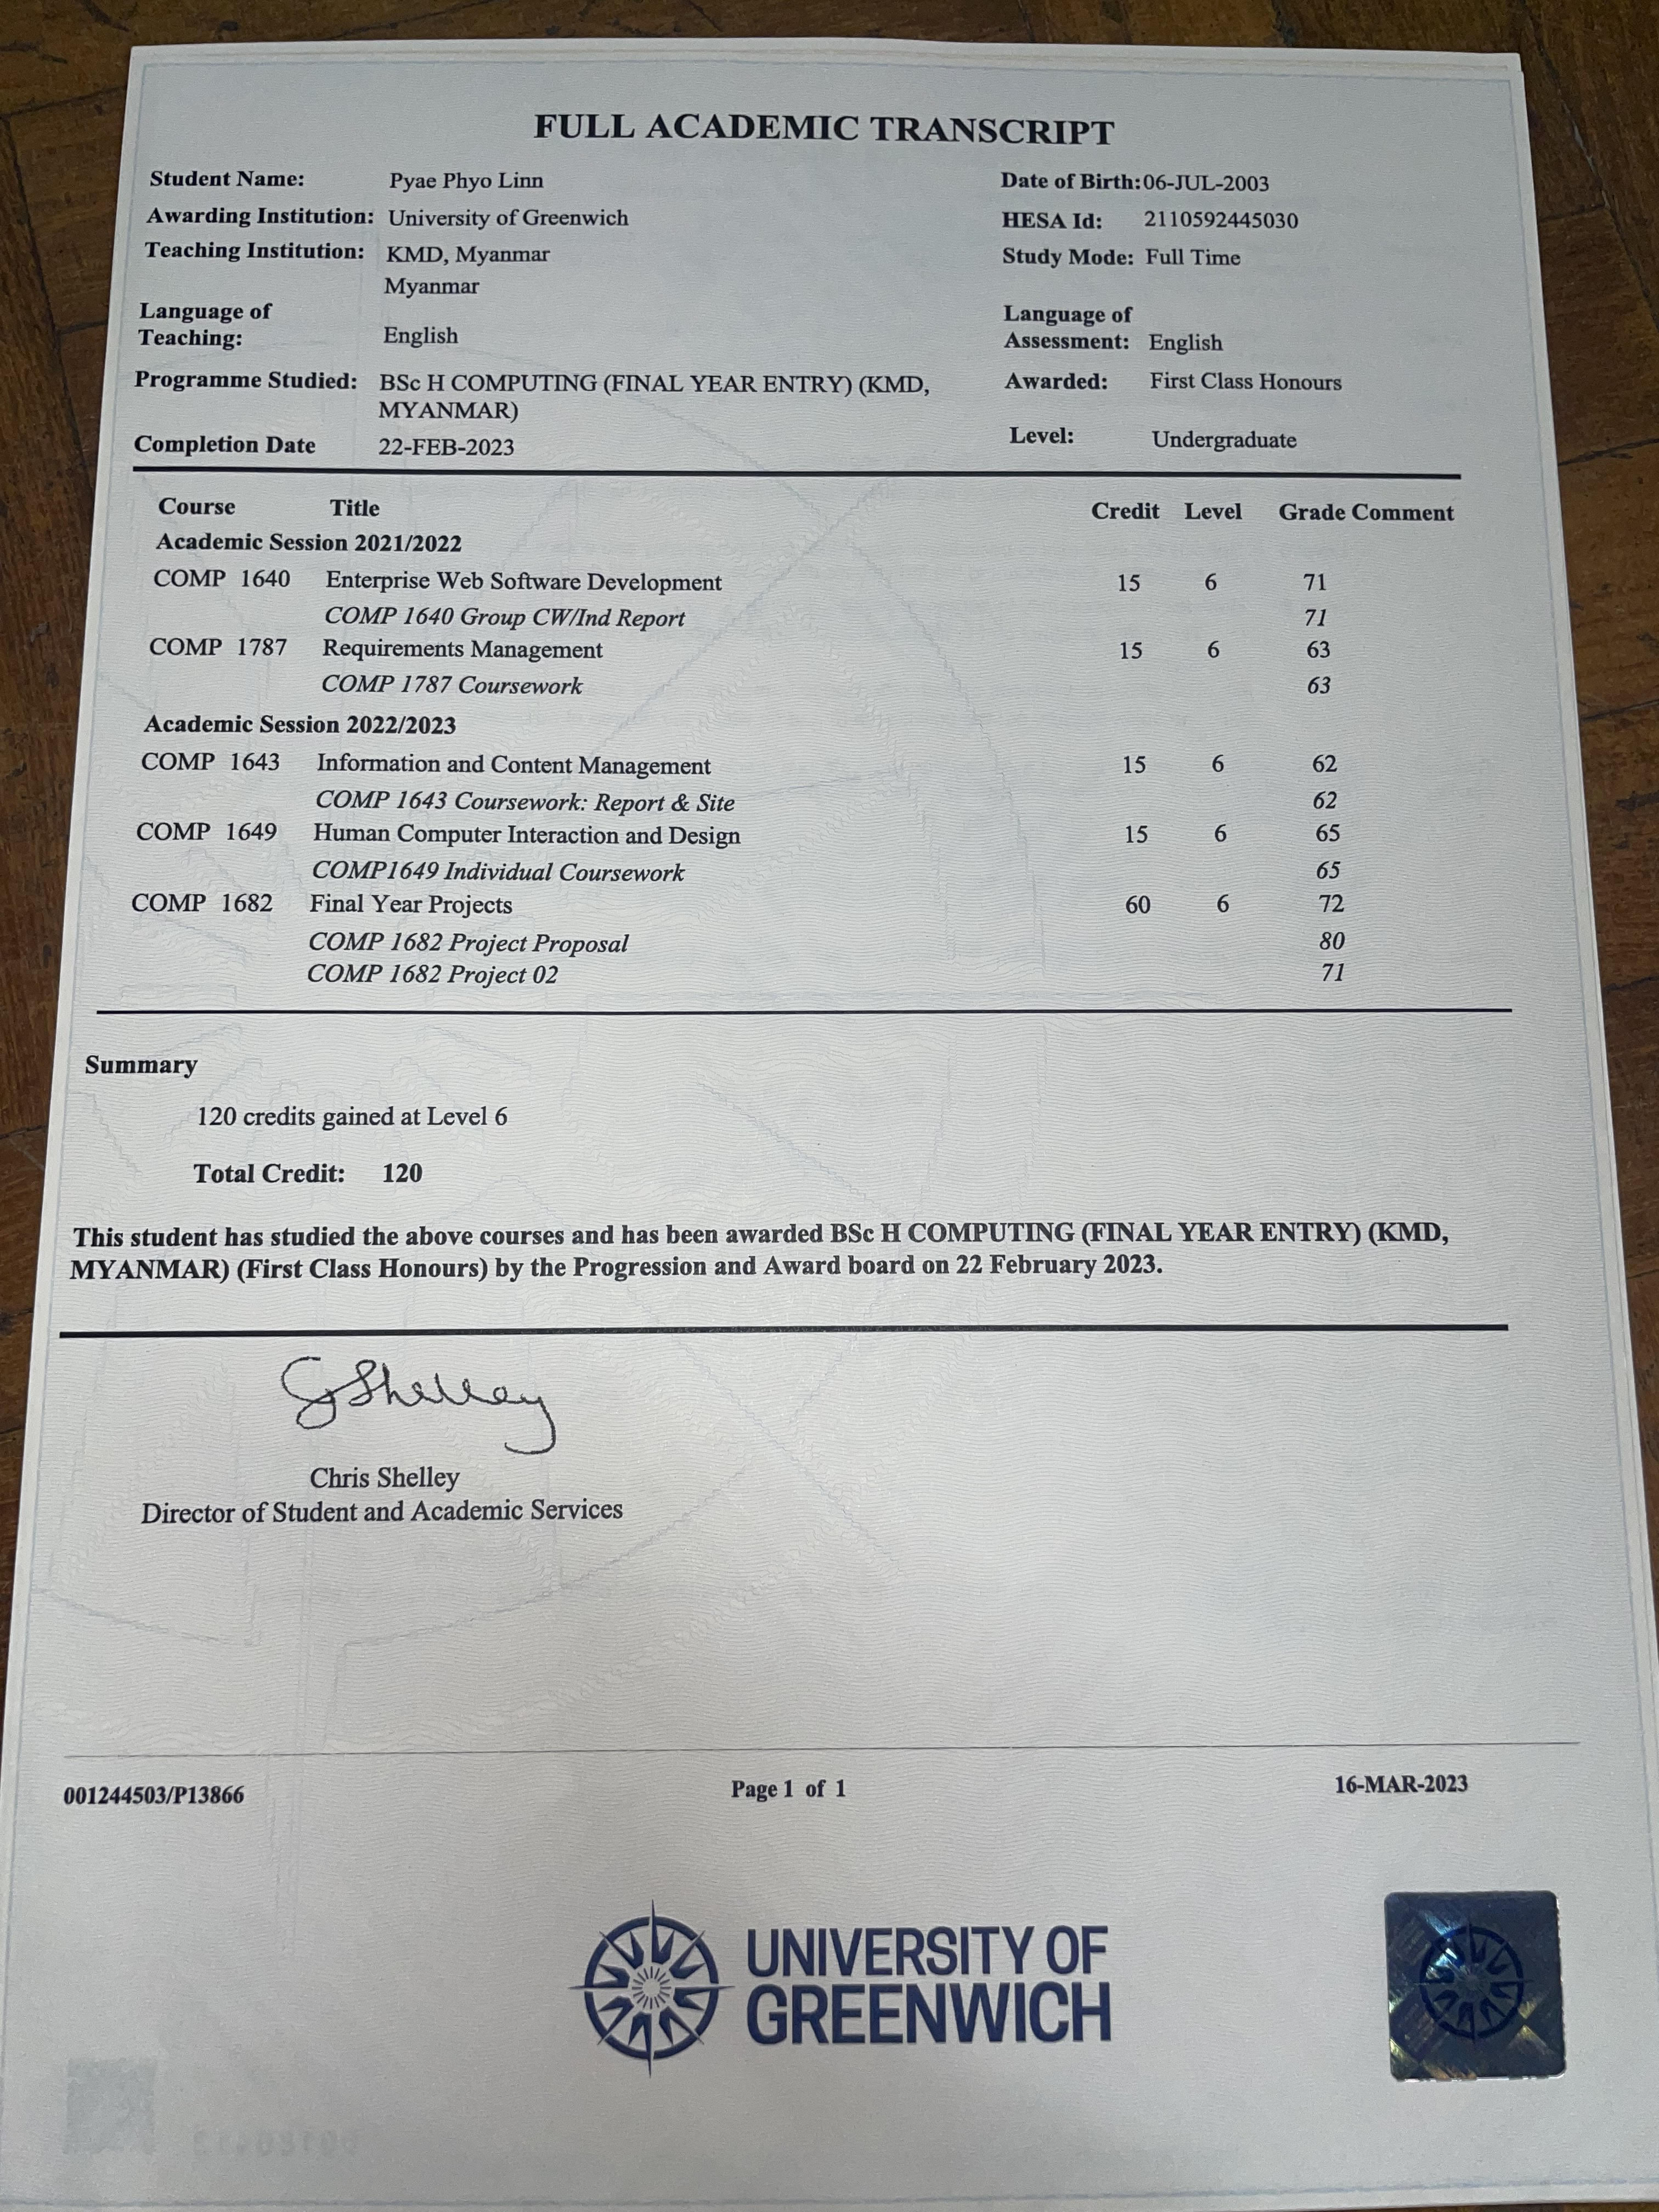 FULL ACADEMIC TRANSCRIPT
Student Name: Pyae Phyo Linn Date of Birth: 06-JUL-2003
Awarding Institution: University of Greenwich HESA Id: 2110592445030
Teaching Institution: KMD, Myanmar Study Mode: Full Time
Myanmar
Language of Teaching: English Language of Assessment: English
Programme Studied: BSc H COMPUTING (FINAL YEAR ENTRY) (KMD, Awarded: First Class Honours
MYANMAR)
Completion Date 22-FEB-2023 Level: Undergraduate
Course Title Credit Level Grade Comment
Academic Session 2021/2022
COMP 1640 Enterprise Web Software Development 15 6 71
COMP 1640 Group CW/Ind Report 71
COMP 1787 Requirements Management 15 6 63
COMP 1787 Coursework 63
Academic Session 2022/2023
COMP 1643 Information and Content Management 15 6 62
COMP 1643 Coursework: Report & Site 62
COMP 1649 Human Computer Interaction and Design 15 6 65
COMP1649 Individual Coursework 65
COMP 1682 Final Year Projects 60 6 72
COMP 1682 Project Proposal 80
COMP 1682 Project 02 71
Summary
120 credits gained at Level 6
Total Credit: 120
This student has studied the above courses and has been awarded BSc H COMPUTING (FINAL YEAR ENTRY) (KMD,
MYANMAR) (First Class Honours) by the Progression and Award board on 22 February 2023.
C Shelley
Chris Shelley
Director of Student and Academic Services
001244503/P13866 Page 1 of 1 16-MAR-2023
UNIVERSITY OF
GREENWICH